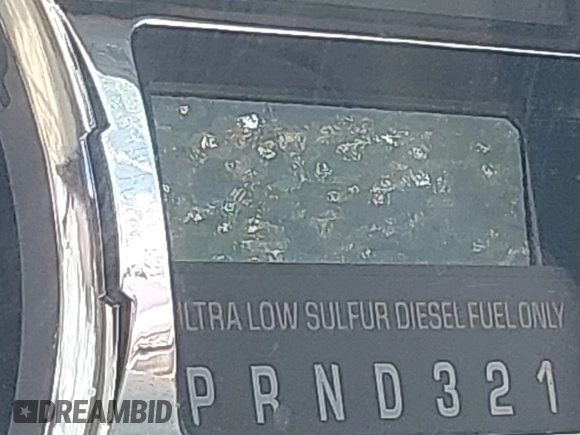 ULTRA LOW SULFUR DIESEL FUEL ONLY
P R N D 3 2 1
DREAMBID